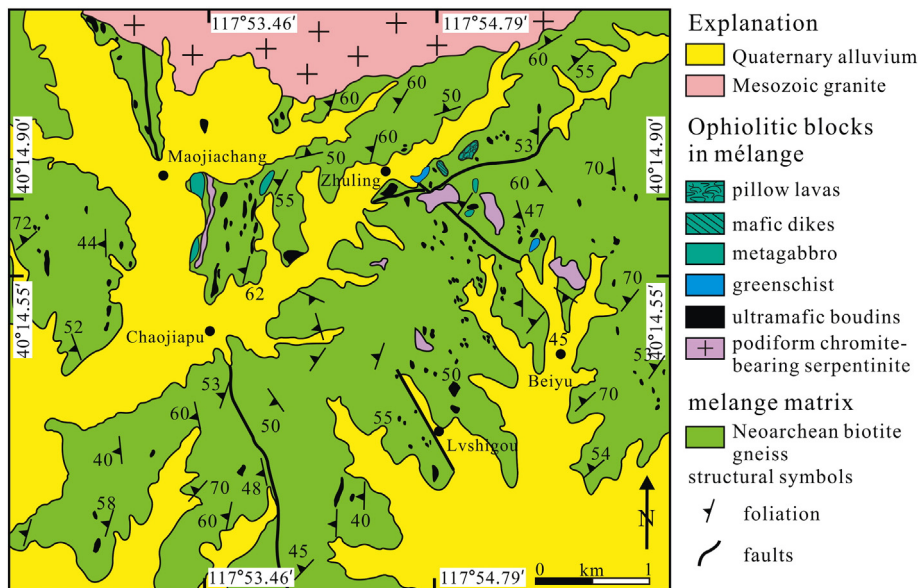 117°53.46′
117°54.79′
60
55
60
60
50
40°14.90′
40°14.90′
60
53
Maojiachang
50
Zhuling
70
60
55
72
47
44
70
62
40°14.55′
40°14.55′
52
Chaojiapu
45
53
50
Beiyu
53
60
50
55
70
Lvshigou
40
54
70
48
58
60
40
N
45
117°53.46′
117°54.79′
0 km 1
Explanation
Quaternary alluvium
Mesozoic granite
Ophiolitic blocks
in mélange
pillow lavas
mafic dikes
metagabbro
greenschist
ultramafic boudins
podiform chromite-
bearing serpentinite
melange matrix
Neoarchean biotite
gneiss
structural symbols
foliation
faults